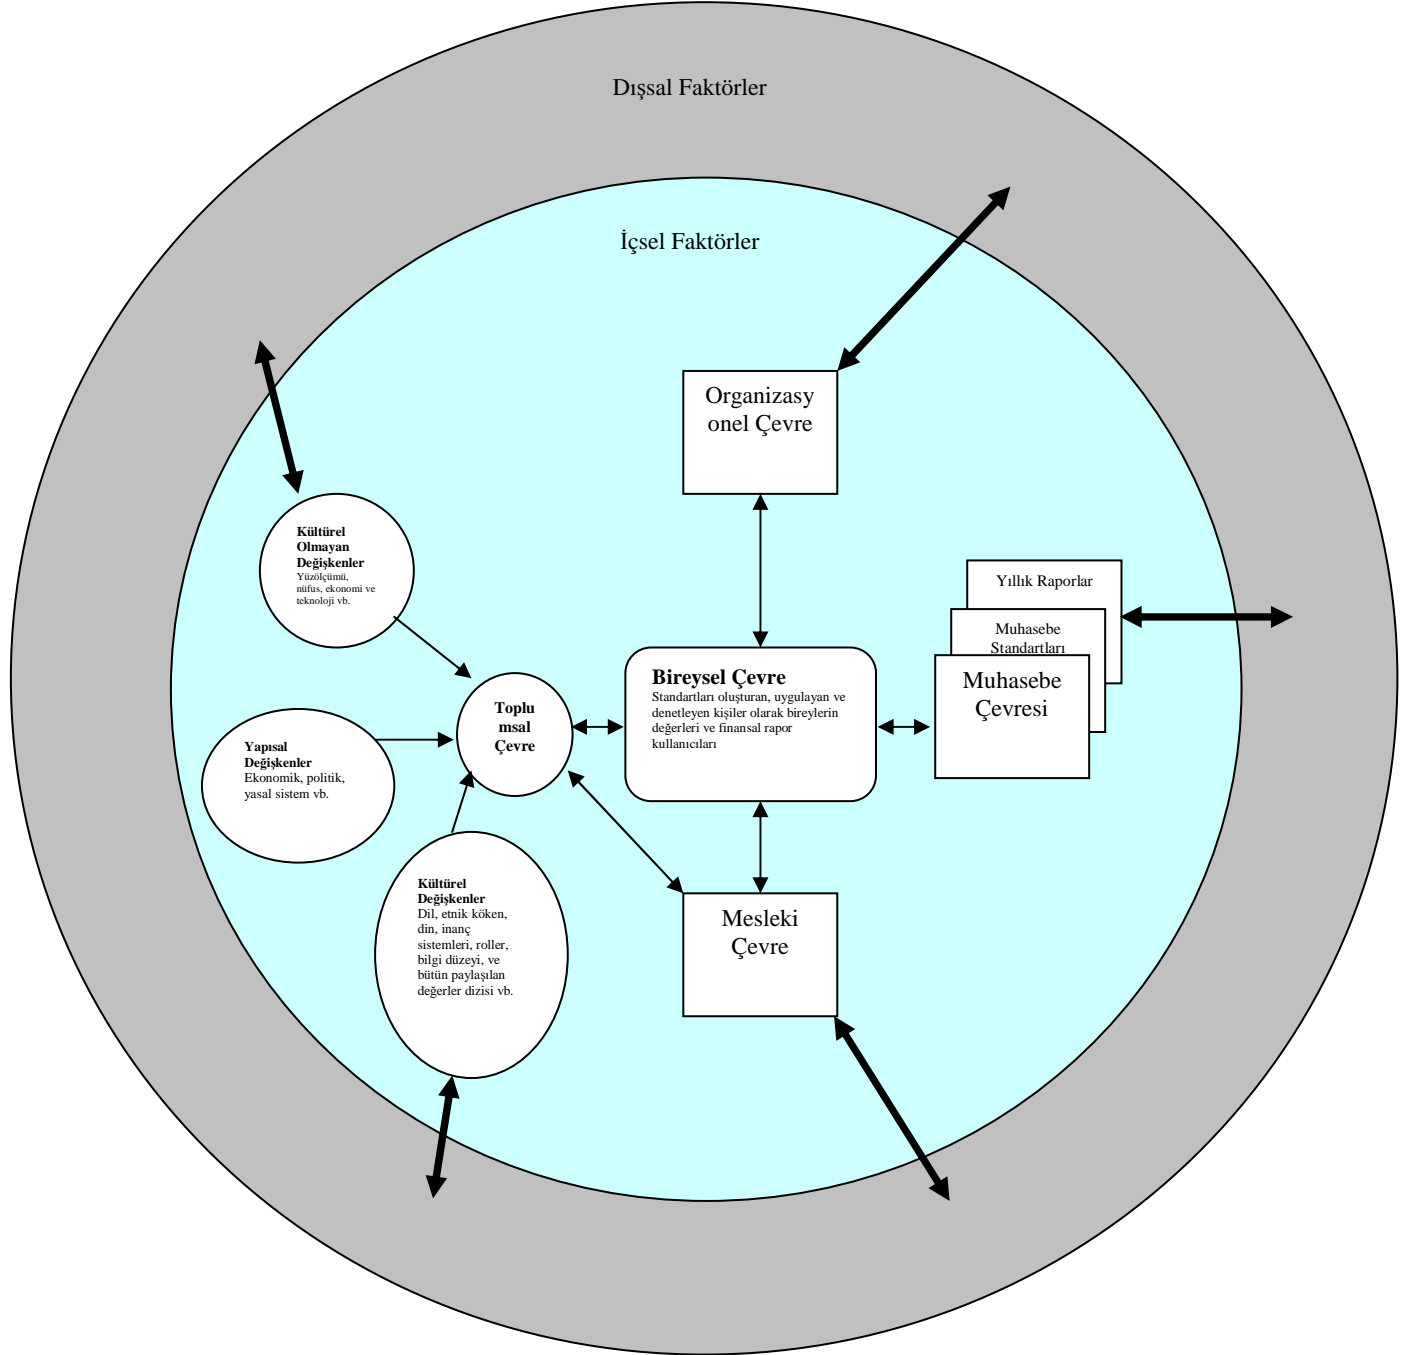 Dışsal Faktörler
İçsel Faktörler
Organizasy
onel Çevre
Kültürel
Olmayan
Değişkenler
Yüzölçümü,
nüfus, ekonomi ve
teknoloji vb.
Yıllık Raporlar
Muhasebe
Standartları
Muhasebe
Çevresi
Bireysel Çevre
Standartları oluşturan, uygulayan ve
denetleyen kişiler olarak bireylerin
değerleri ve finansal rapor
kullanıcıları
Toplu
msal
Çevre
Yapısal
Değişkenler
Ekonomik, politik,
yasal sistem vb.
Kültürel
Değişkenler
Dil, etnik köken,
din, inanç
sistemleri, roller,
bilgi düzeyi, ve
bütün paylaşılan
değerler dizisi vb.
Mesleki
Çevre